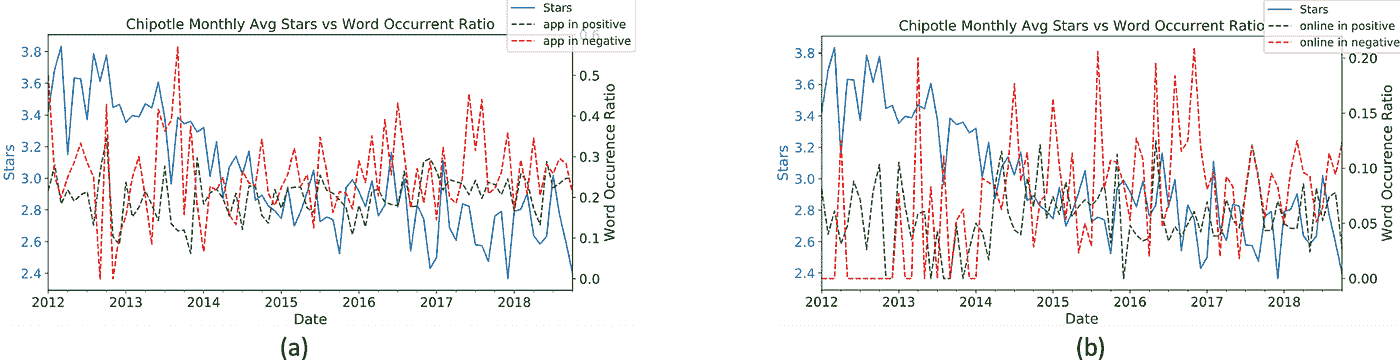 Chipotle Monthly Avg Stars vs Word Occurrent Ratio
Stars
app in positive
app in negative
Stars
3.8
3.6
3.4
3.2
3.0
2.8
2.6
2.4
0.6
0.5
0.4
0.3
0.2
0.1
0.0
Word Occurence Ratio
2012 2013 2014 2015 2016 2017 2018
Date
(a)
Chipotle Monthly Avg Stars vs Word Occurrent Ratio
Stars
online in positive
online in negative
Stars
3.8
3.6
3.4
3.2
3.0
2.8
2.6
2.4
0.20
0.15
0.10
0.05
0.00
Word Occurence Ratio
2012 2013 2014 2015 2016 2017 2018
Date
(b)